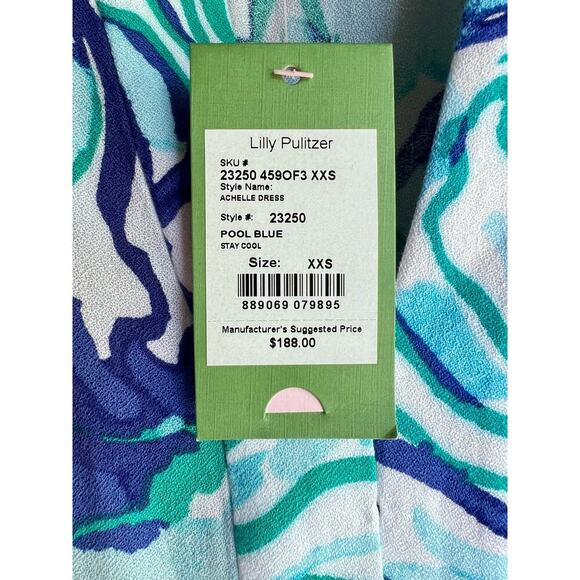 Lilly Pulitzer
SKU #
23250 459OF3 XXS
Style Name:
ACHELLE DRESS
Style #: 23250
POOL BLUE
STAY COOL
Size: XXS
889069 079895
Manufacturer's Suggested Price
$188.00